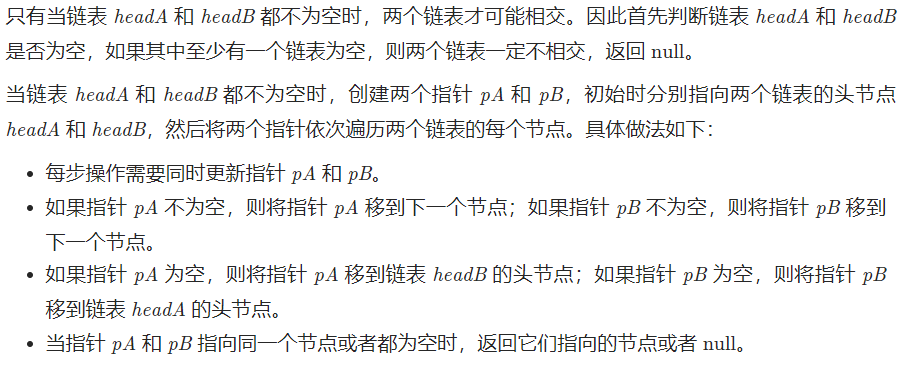 只有当链表 headA 和 headB 都不为空时，两个链表才可能相交。因此首先判断链表 headA 和 headB
是否为空，如果其中至少有一个链表为空，则两个链表一定不相交，返回 null。
当链表 headA 和 headB 都不为空时，创建两个指针 pA 和 pB，初始时分别指向两个链表的头节点
headA 和 headB，然后将两个指针依次遍历两个链表的每个节点。具体做法如下：
• 每步操作需要同时更新指针 pA 和 pB。
• 如果指针 pA 不为空，则将指针 pA 移到下一个节点；如果指针 pB 不为空，则将指针 pB 移到
下一个节点。
• 如果指针 pA 为空，则将指针 pA 移到链表 headB 的头节点；如果指针 pB 为空，则将指针 pB
移到链表 headA 的头节点。
• 当指针 pA 和 pB 指向同一个节点或者都为空时，返回它们指向的节点或者 null。